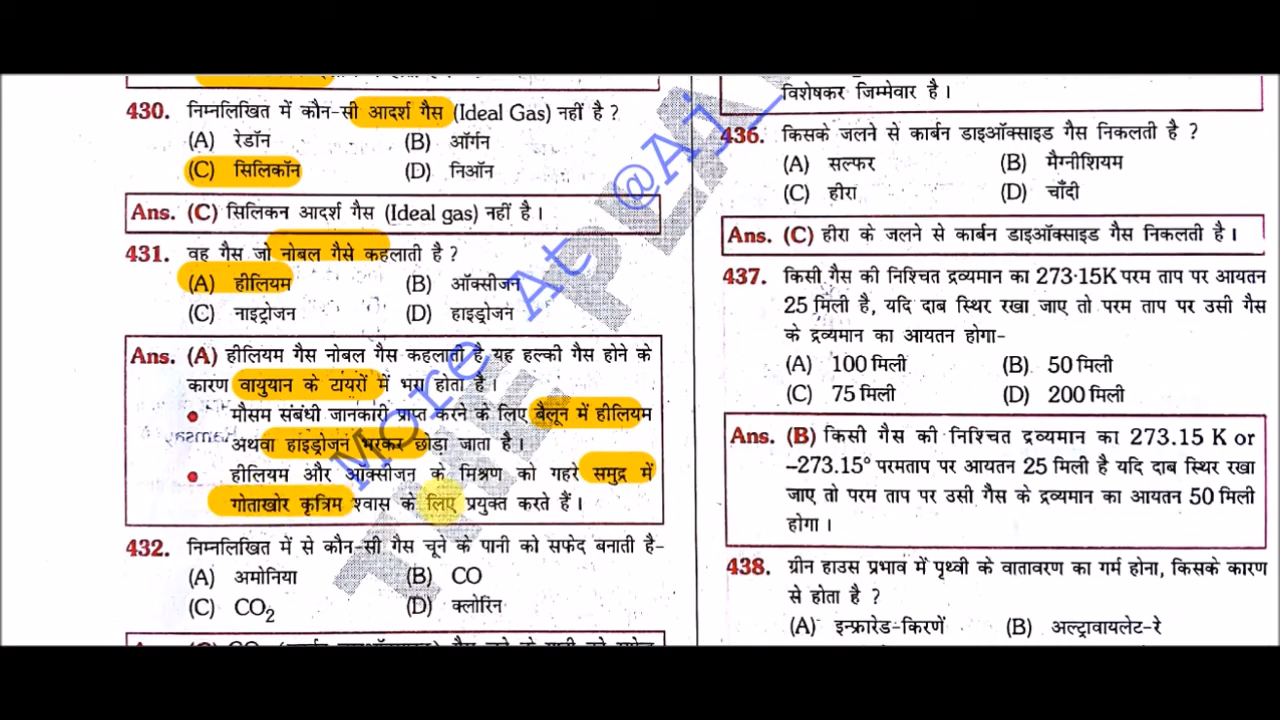 430. निम्नलिखित में कौन-सी आदर्श गैस (Ideal Gas) नहीं है ?
(A) रेडॉन (B) ऑर्गन
(C) सिलिकॉन (D) निऑन
Ans. (C) सिलिकन आदर्श गैस (Ideal gas) नहीं है।
431. वह गैस जो नोबल गैसे कहलाती है ?
(A) हीलियम (B) ऑक्सीजन
(C) नाइट्रोजन (D) हाइड्रोजन
Ans. (A) हीलियम गैस नोबल गैस कहलाती है यह हल्की गैस होने के
कारण वायुयान के टायरों में भरा होता है।
● मौसम संबंधी जानकारी प्राप्त करने के लिए बैलून में हीलियम
अथवा हाइड्रोजन भरकर छोड़ा जाता है।
● हीलियम और ऑक्सीजन के मिश्रण को गहरे समुद्र में
गोताखोर कृत्रिम श्वास के लिए प्रयुक्त करते हैं।
432. निम्नलिखित में से कौन-सी गैस चूने के पानी को सफेद बनाती है-
(A) अमोनिया (B) CO
(C) CO₂ (D) क्लोरिन
विशेषकर जिम्मेवार है।
436. किसके जलने से कार्बन डाइऑक्साइड गैस निकलती है ?
(A) सल्फर (B) मैग्नीशियम
(C) हीरा (D) चाँदी
Ans. (C) हीरा के जलने से कार्बन डाइऑक्साइड गैस निकलती है।
437. किसी गैस की निश्चित द्रव्यमान का 273·15K परम ताप पर आयतन
25 मिली है, यदि दाब स्थिर रखा जाए तो परम ताप पर उसी गैस
के द्रव्यमान का आयतन होगा-
(A) 100 मिली (B) 50 मिली
(C) 75 मिली (D) 200 मिली
Ans. (B) किसी गैस की निश्चित द्रव्यमान का 273.15 K or
–273.15° परमताप पर आयतन 25 मिली है यदि दाब स्थिर रखा
जाए तो परम ताप पर उसी गैस के द्रव्यमान का आयतन 50 मिली
होगा।
438. ग्रीन हाउस प्रभाव में पृथ्वी के वातावरण का गर्म होना, किसके कारण
से होता है ?
(A) इन्फ्रारेड-किरणें (B) अल्ट्रावायलेट-रे
More At @Aj_